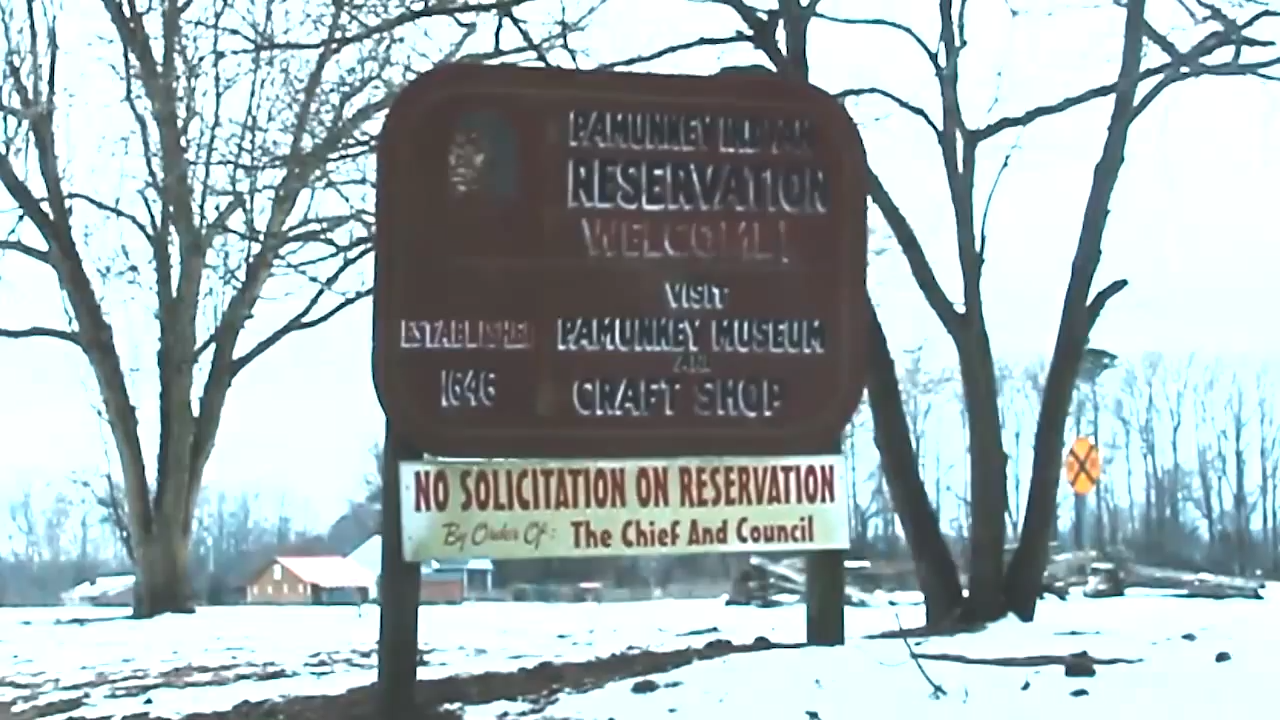 PAMUNKEY INDIAN
RESERVATION
WELCOME!
VISIT
PAMUNKEY MUSEUM
CRAFT SHOP
ESTABLISHED
1646
NO SOLICITATION ON RESERVATION
By Order Of: The Chief And Council